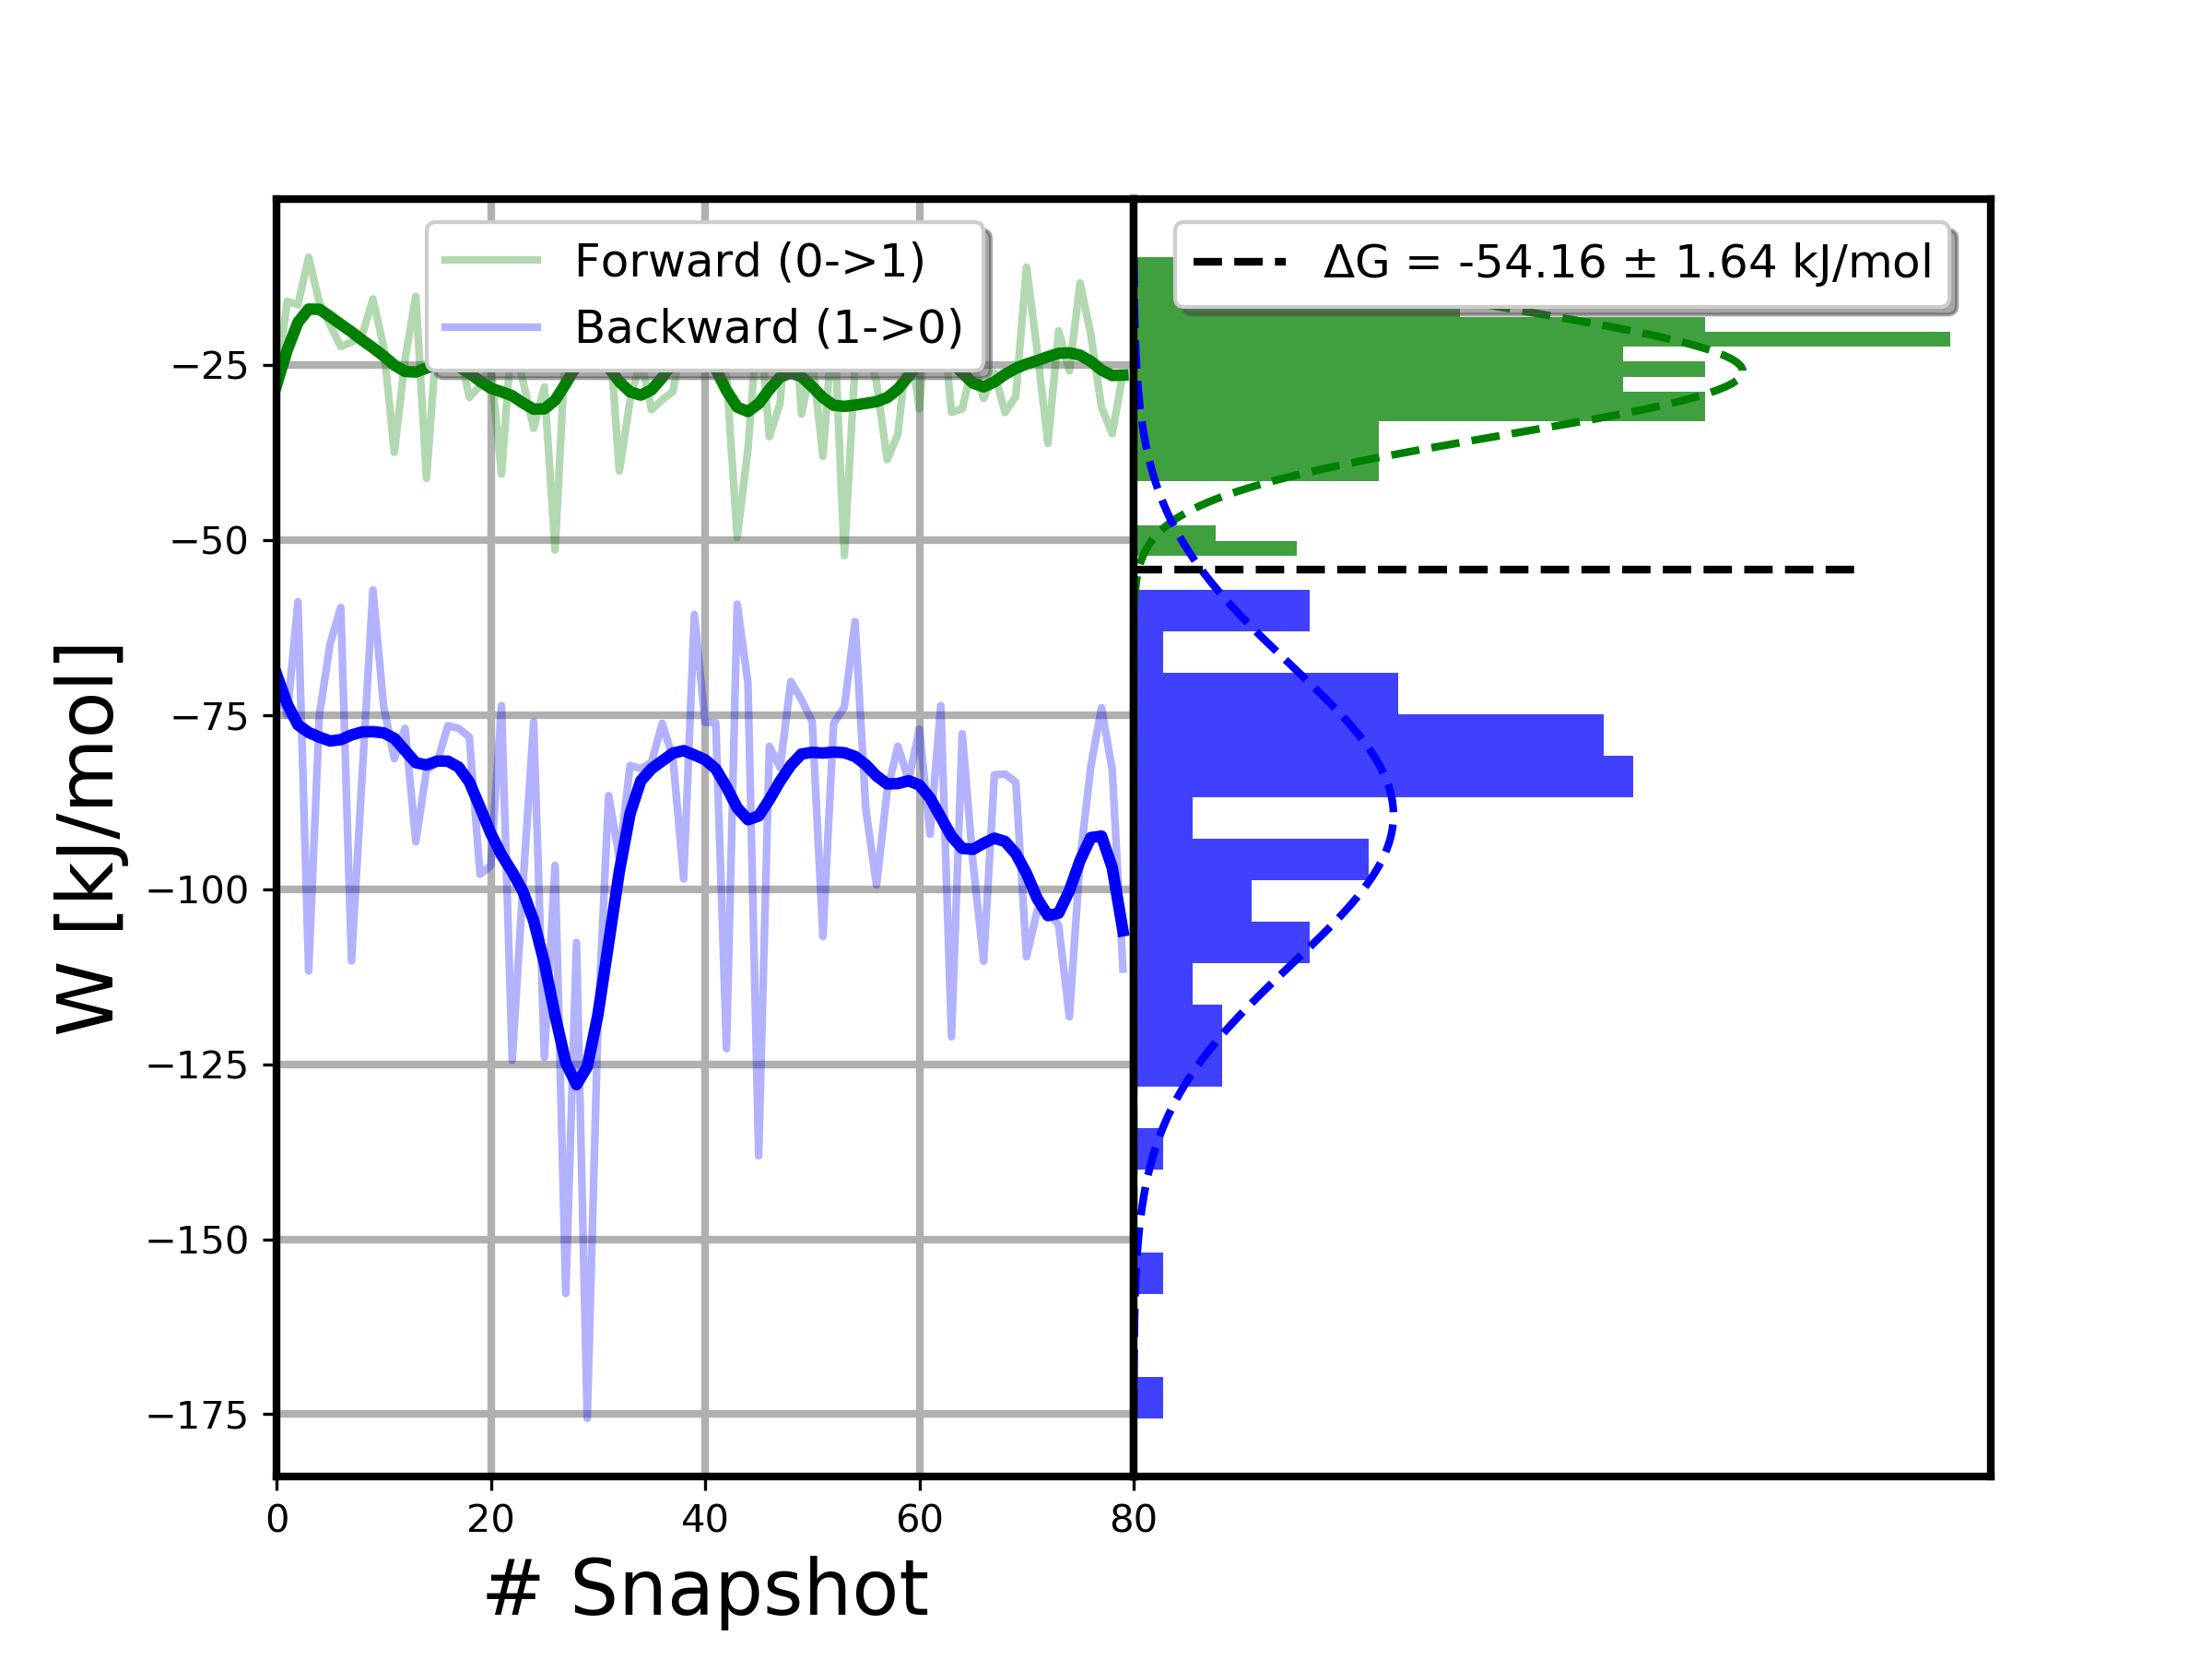 Forward (0->1)
Backward (1->0)
ΔG = -54.16 ± 1.64 kJ/mol
W [kJ/mol]
−25
−50
−75
−100
−125
−150
−175
0 20 40 60 80
# Snapshot